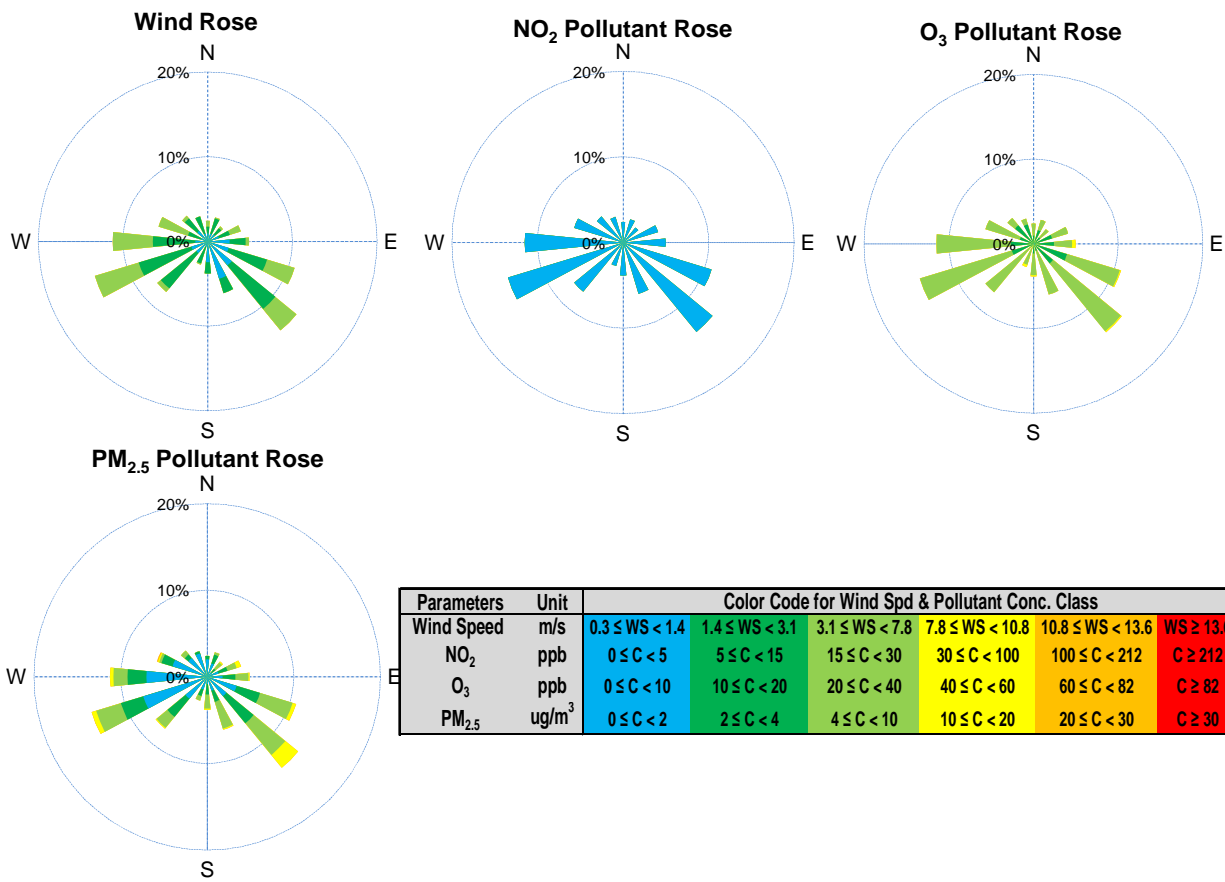 Wind Rose
N
20%
10%
W
0%
E
S
NO2 Pollutant Rose
N
20%
10%
W
0%
E
S
O3 Pollutant Rose
N
20%
10%
W
0%
E
S
PM2.5 Pollutant Rose
N
20%
10%
W
0%
E
S
Parameters Unit Color Code for Wind Spd & Pollutant Conc. Class
Wind Speed m/s 0.3 ≤ WS < 1.4 1.4 ≤ WS < 3.1 3.1 ≤ WS < 7.8 7.8 ≤ WS < 10.8 10.8 ≤ WS < 13.6 WS ≥ 13.6
NO2 ppb 0 ≤ C < 5 5 ≤ C < 15 15 ≤ C < 30 30 ≤ C < 100 100 ≤ C < 212 C ≥ 212
O3 ppb 0 ≤ C < 10 10 ≤ C < 20 20 ≤ C < 40 40 ≤ C < 60 60 ≤ C < 82 C ≥ 82
PM2.5 ug/m3 0 ≤ C < 2 2 ≤ C < 4 4 ≤ C < 10 10 ≤ C < 20 20 ≤ C < 30 C ≥ 30